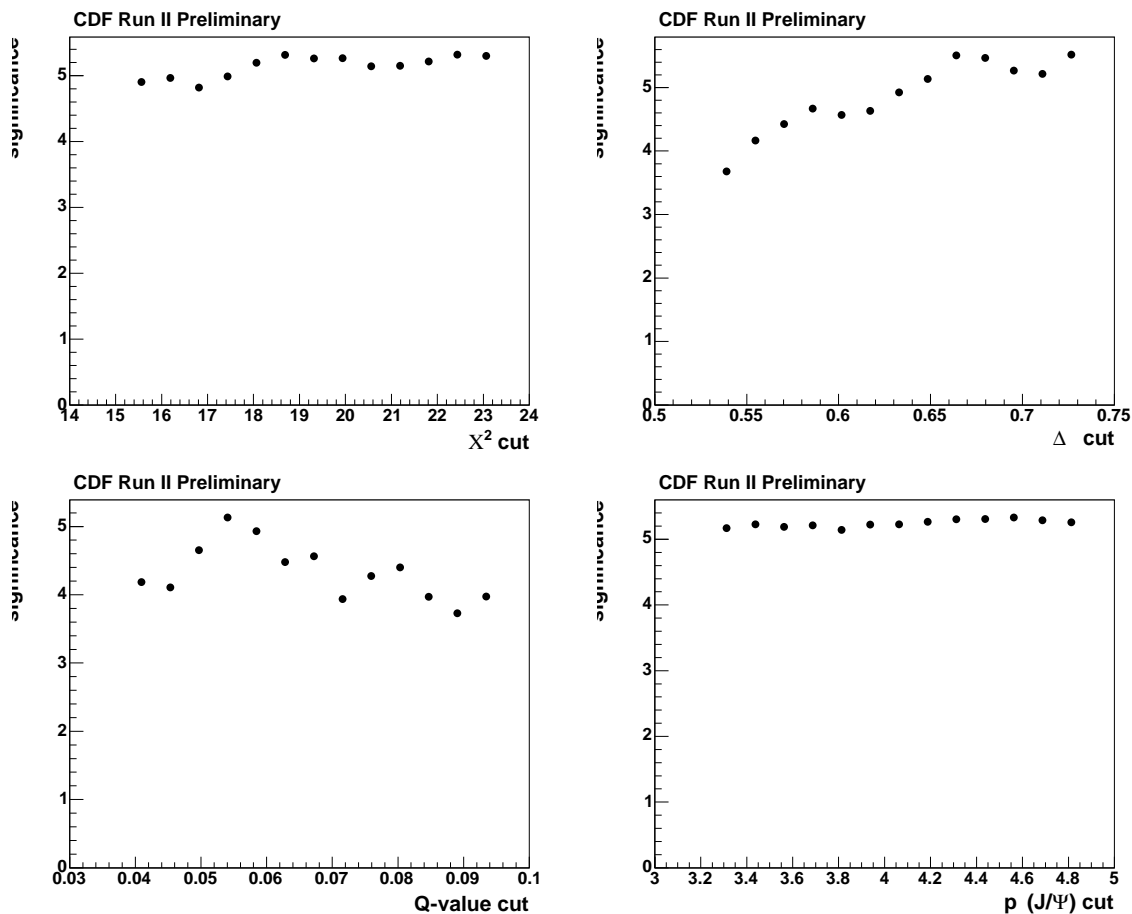 CDF Run II Preliminary
significance
5
4
3
2
1
0
14 15 16 17 18 19 20 21 22 23 24
Χ² cut
CDF Run II Preliminary
significance
5
4
3
2
1
0
0.5 0.55 0.6 0.65 0.7 0.75
Δ cut
CDF Run II Preliminary
significance
5
4
3
2
1
0
0.03 0.04 0.05 0.06 0.07 0.08 0.09 0.1
Q-value cut
CDF Run II Preliminary
significance
5
4
3
2
1
0
3 3.2 3.4 3.6 3.8 4 4.2 4.4 4.6 4.8 5
p (J/Ψ) cut